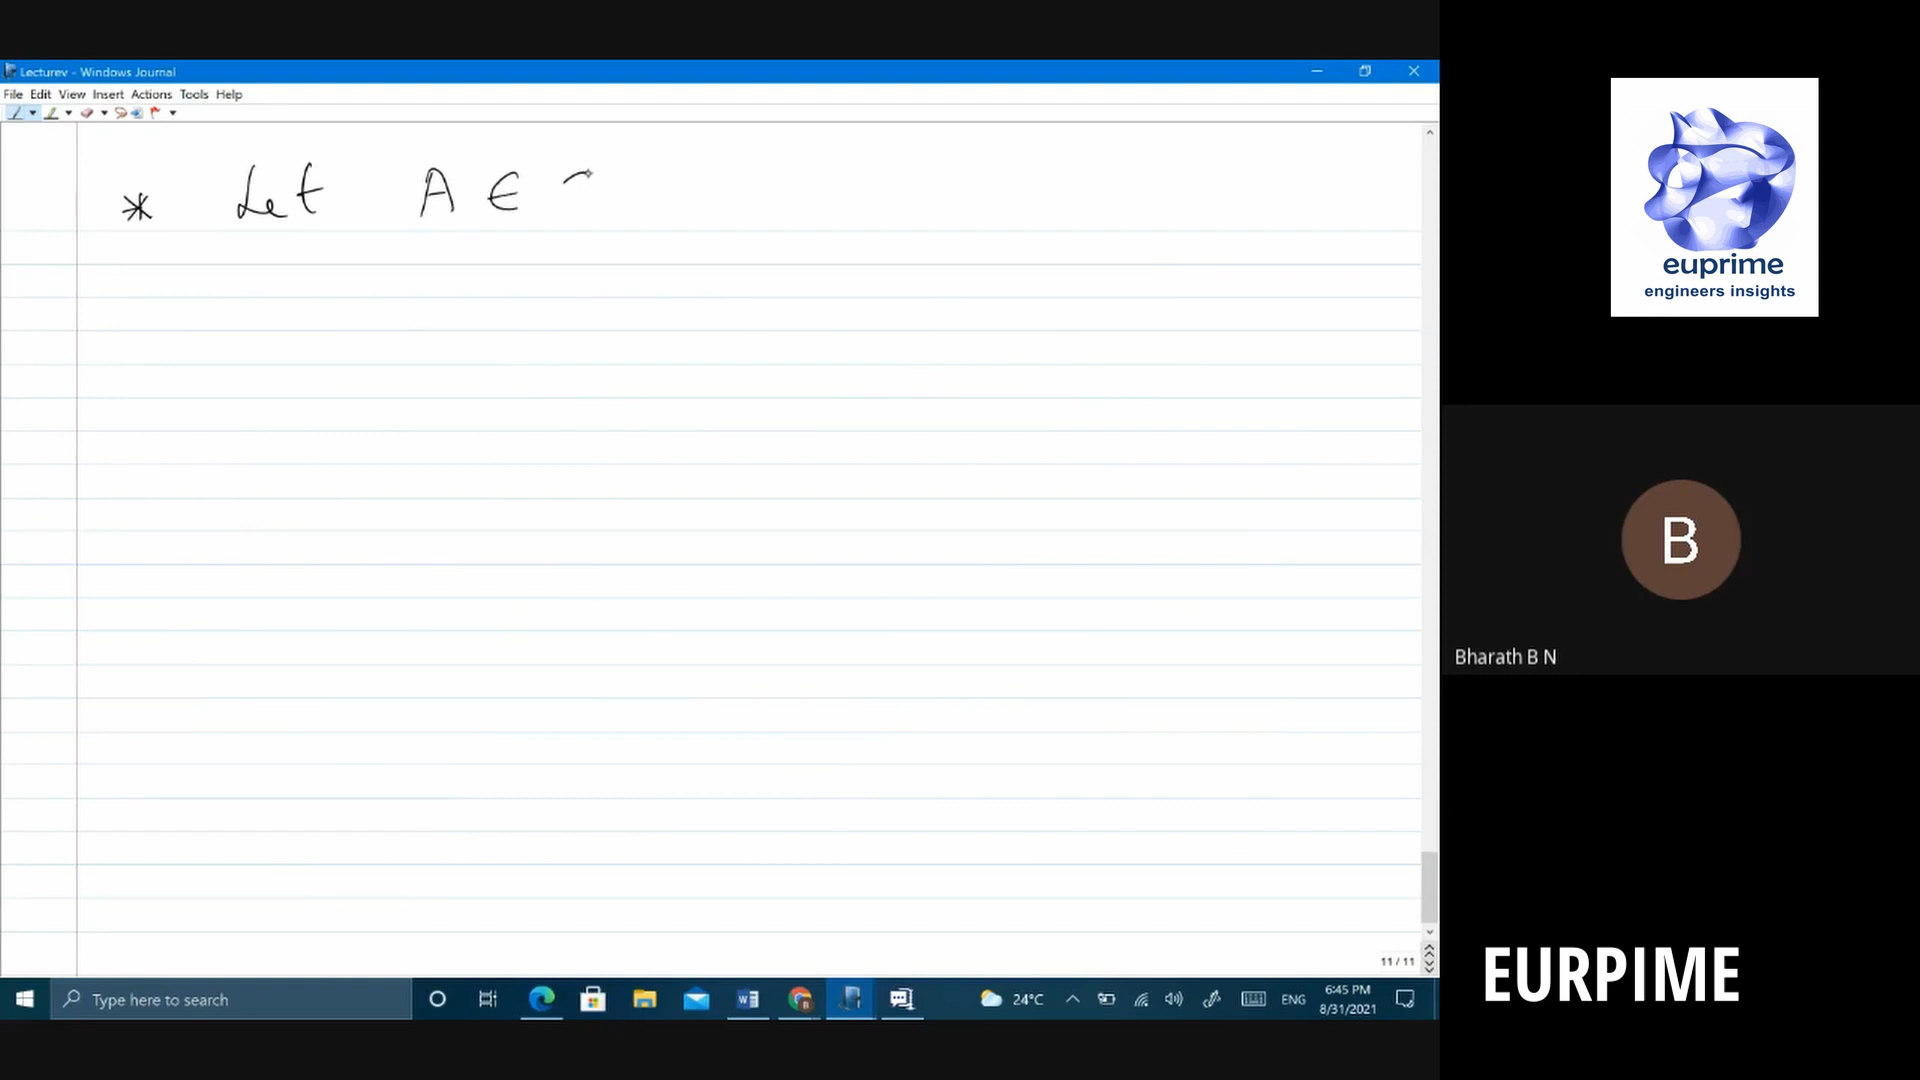 Lecturev - Windows Journal
File Edit View Insert Actions Tools Help
* Let A ∈
11 / 11
Type here to search
24°C
ENG
6:45 PM
8/31/2021
euprime
engineers insights
B
Bharath B N
EURPIME